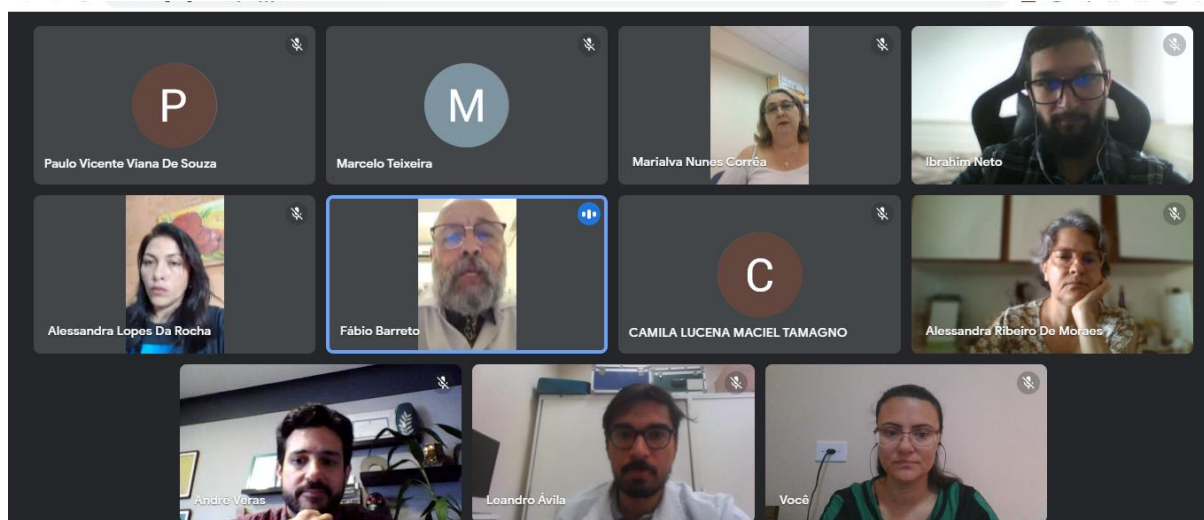 P
Paulo Vicente Viana De Souza
M
Marcelo Teixeira
Marialva Nunes Corrêa
Ibrahim Neto
Alessandra Lopes Da Rocha
Fábio Barreto
C
CAMILA LUCENA MACIEL TAMAGNO
Alessandra Ribeiro De Moraes
André Veras
Leandro Ávila
Você